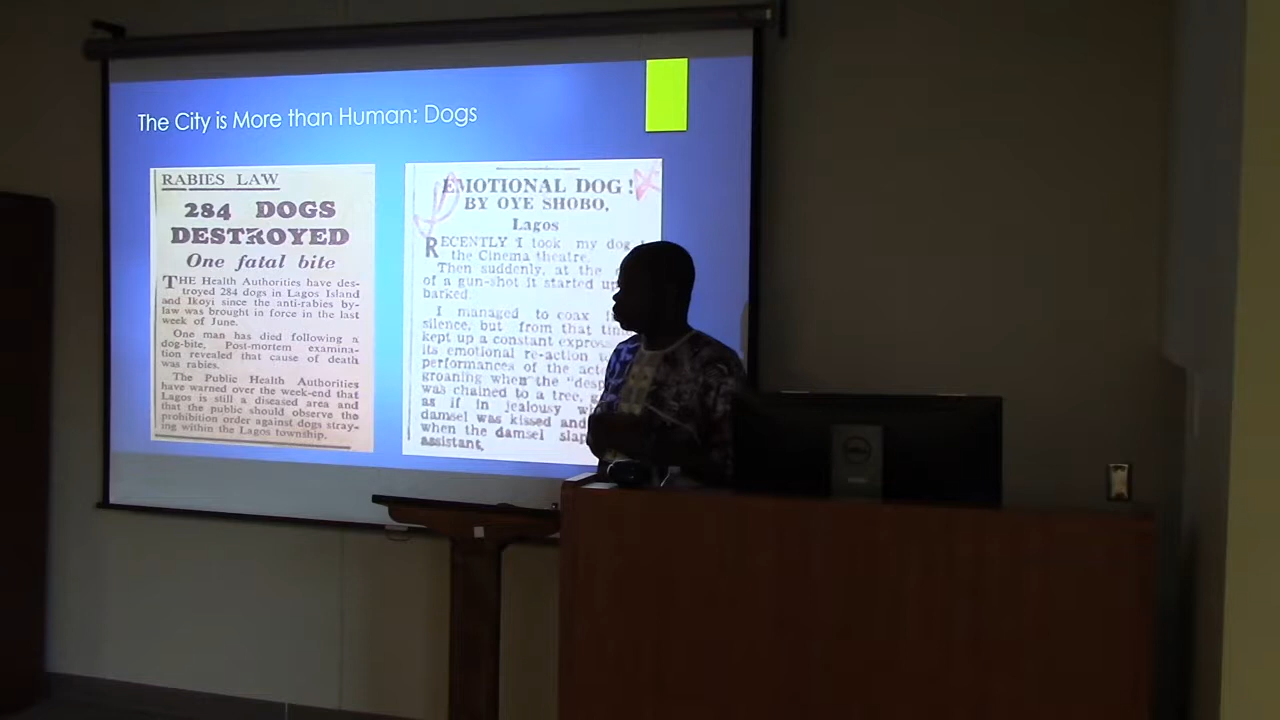 The City is More than Human: Dogs
RABIES LAW
284 DOGS
DESTROYED
One fatal bite
THE Health Authorities have des-
troyed 284 dogs in Lagos Island
and Ikoyi since the anti-rabies by-
law was brought in force in the last
week of June.
One man has died following a
dog-bite, Post-mortem examina-
tion revealed that cause of death
was rabies.
The Public Health Authorities
have warned over the week-end that
Lagos is still a diseased area and
that the public should observe the
prohibition order against dogs stray-
ing within the Lagos township.
EMOTIONAL DOG!
BY OYE SHOBO,
Lagos
RECENTLY I took my dog
the Cinema theatre.
Then suddenly, at the
of a gun-shot it started up
barked.
I managed to coax
silence, but from that
kept up a constant
its emotional re-action
performances of the
groaning when the
was chained to a tree,
as if in jealousy
damsel was kissed and
when the damsel
assistant,
DELL